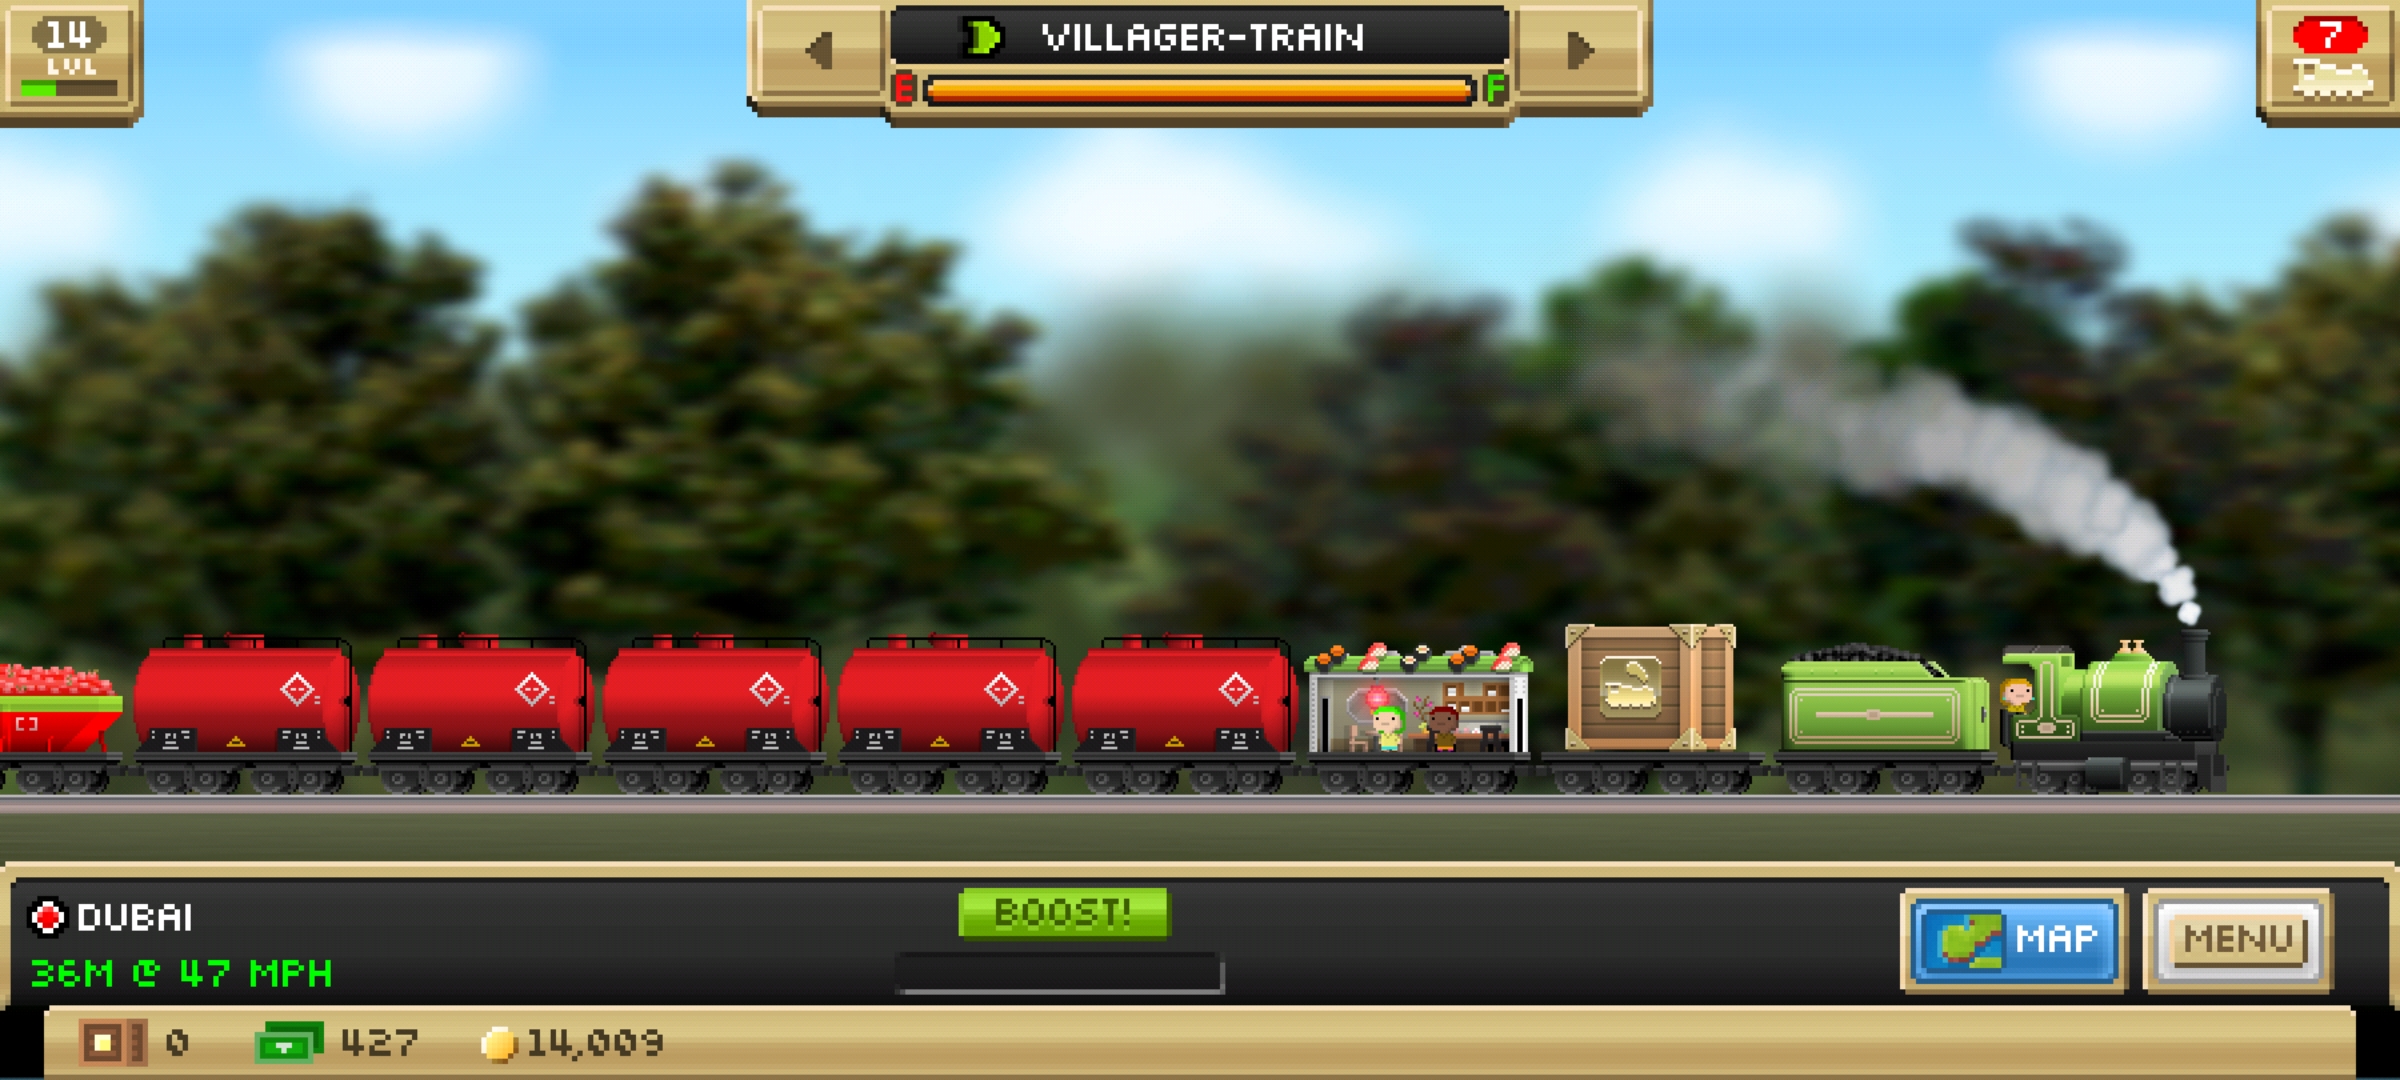 14
LVL
VILLAGER-TRAIN
E F
7
DUBAI
BOOST!
36M @ 47 MPH
MAP
MENU
0
427
14,009